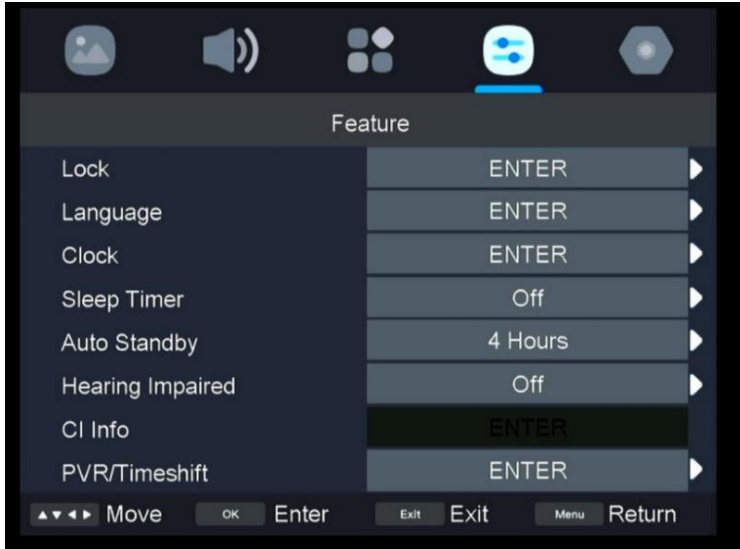 Feature
Lock ENTER
Language ENTER
Clock ENTER
Sleep Timer Off
Auto Standby 4 Hours
Hearing Impaired Off
CI Info ENTER
PVR/Timeshift ENTER
Move OK Enter Exit Exit Menu Return